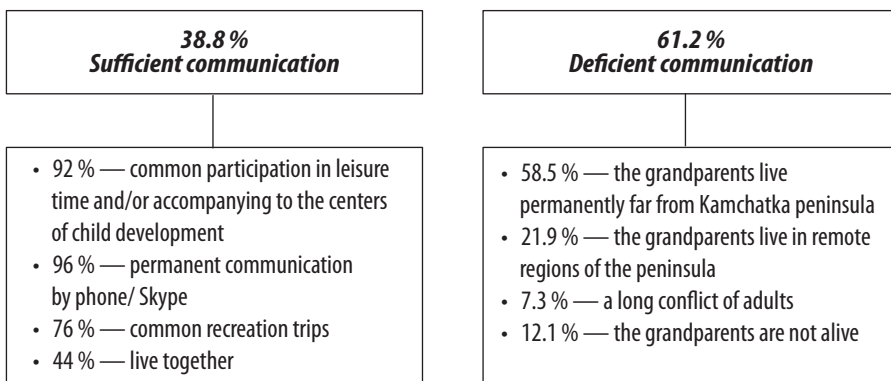 38.8 %
Sufficient communication
• 92 % — common participation in leisure
time and/or accompanying to the centers
of child development
• 96 % — permanent communication
by phone/ Skype
• 76 % — common recreation trips
• 44 % — live together
61.2 %
Deficient communication
• 58.5 % — the grandparents live
permanently far from Kamchatka peninsula
• 21.9 % — the grandparents live in remote
regions of the peninsula
• 7.3 % — a long conflict of adults
• 12.1 % — the grandparents are not alive